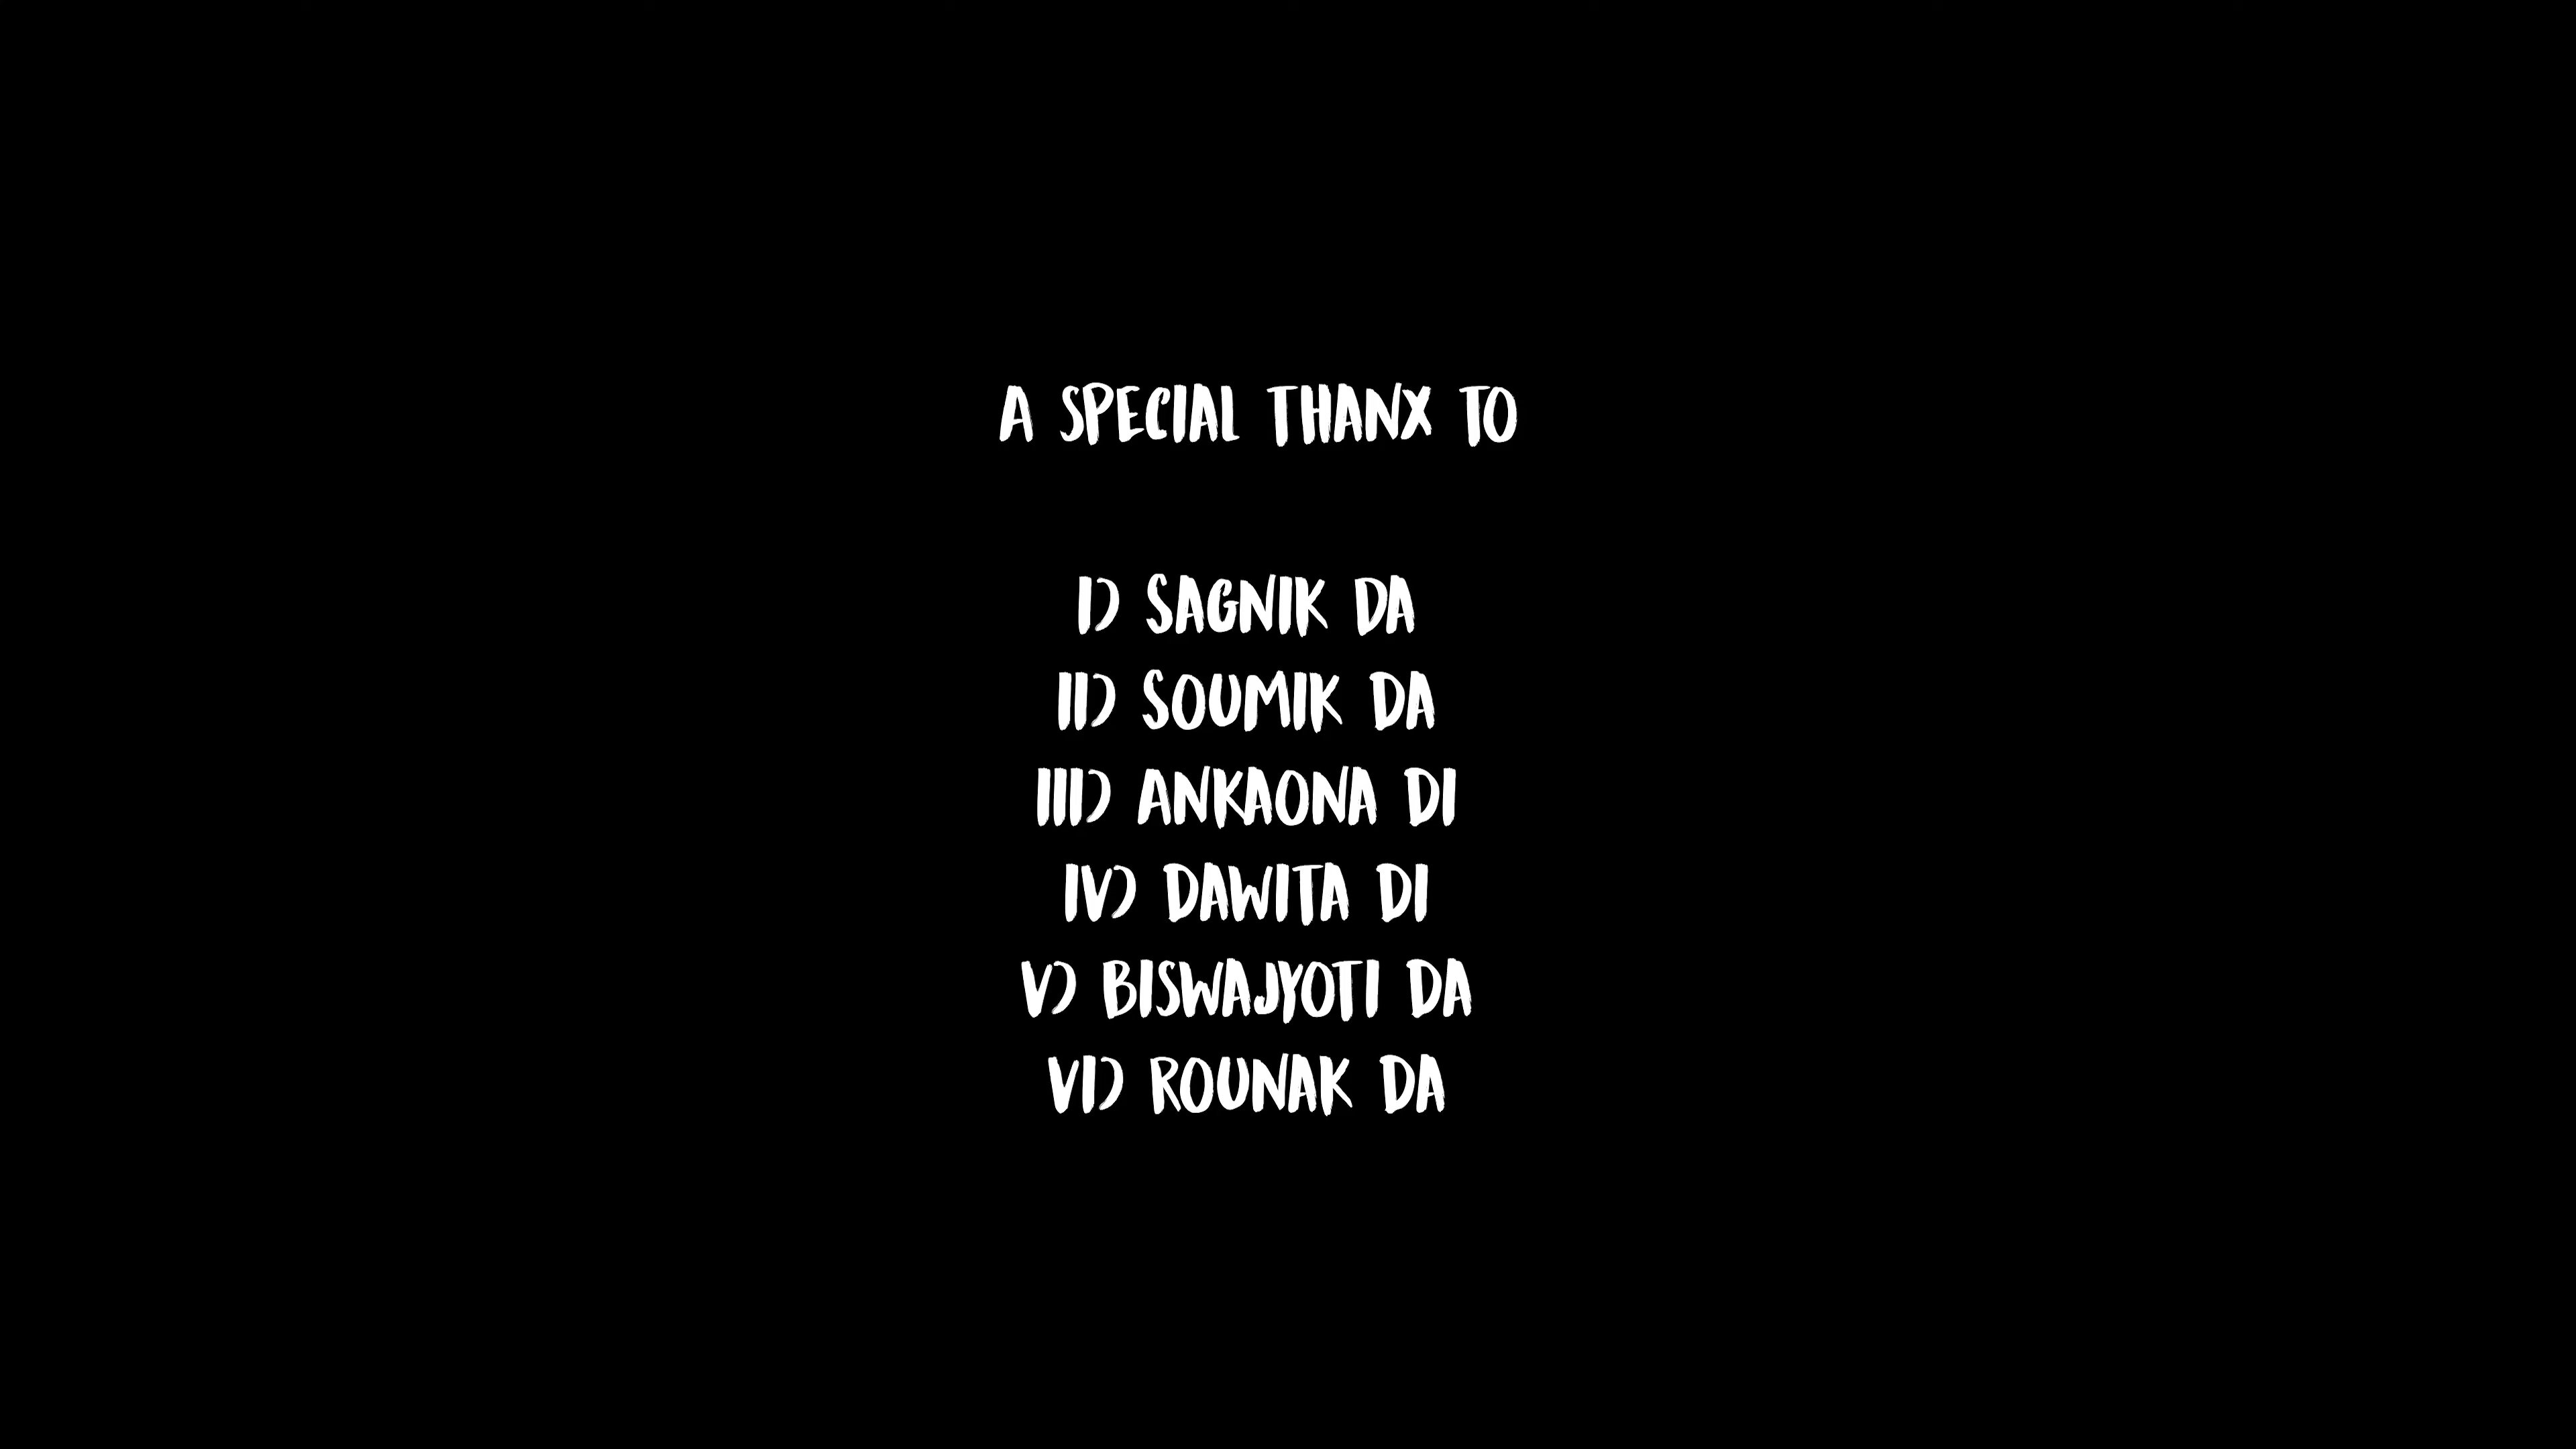 A SPECIAL THANX TO
I) SAGNIK DA
II) SOUMIK DA
III) ANKAONA DI
IV) DAWITA DI
V) BISWAJYOTI DA
VI) ROUNAK DA